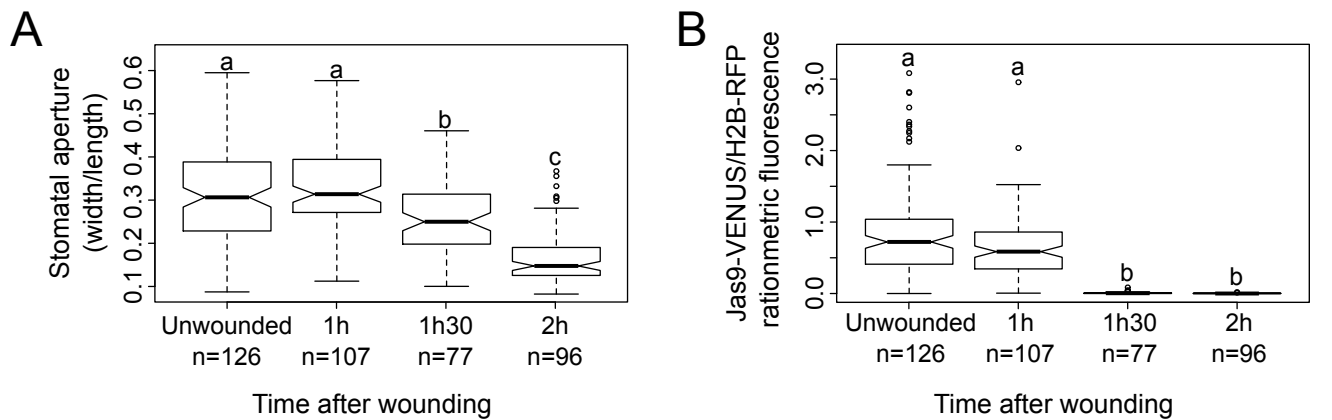 A
Stomatal aperture
(width/length)
0.1 0.2 0.3 0.4 0.5 0.6
a
a
b
c
Unwounded 1h 1h30 2h
n=126 n=107 n=77 n=96
Time after wounding
B
Jas9-VENUS/H2B-RFP
rationmetric fluorescence
0.0 1.0 2.0 3.0
a
a
b
b
Unwounded 1h 1h30 2h
n=126 n=107 n=77 n=96
Time after wounding